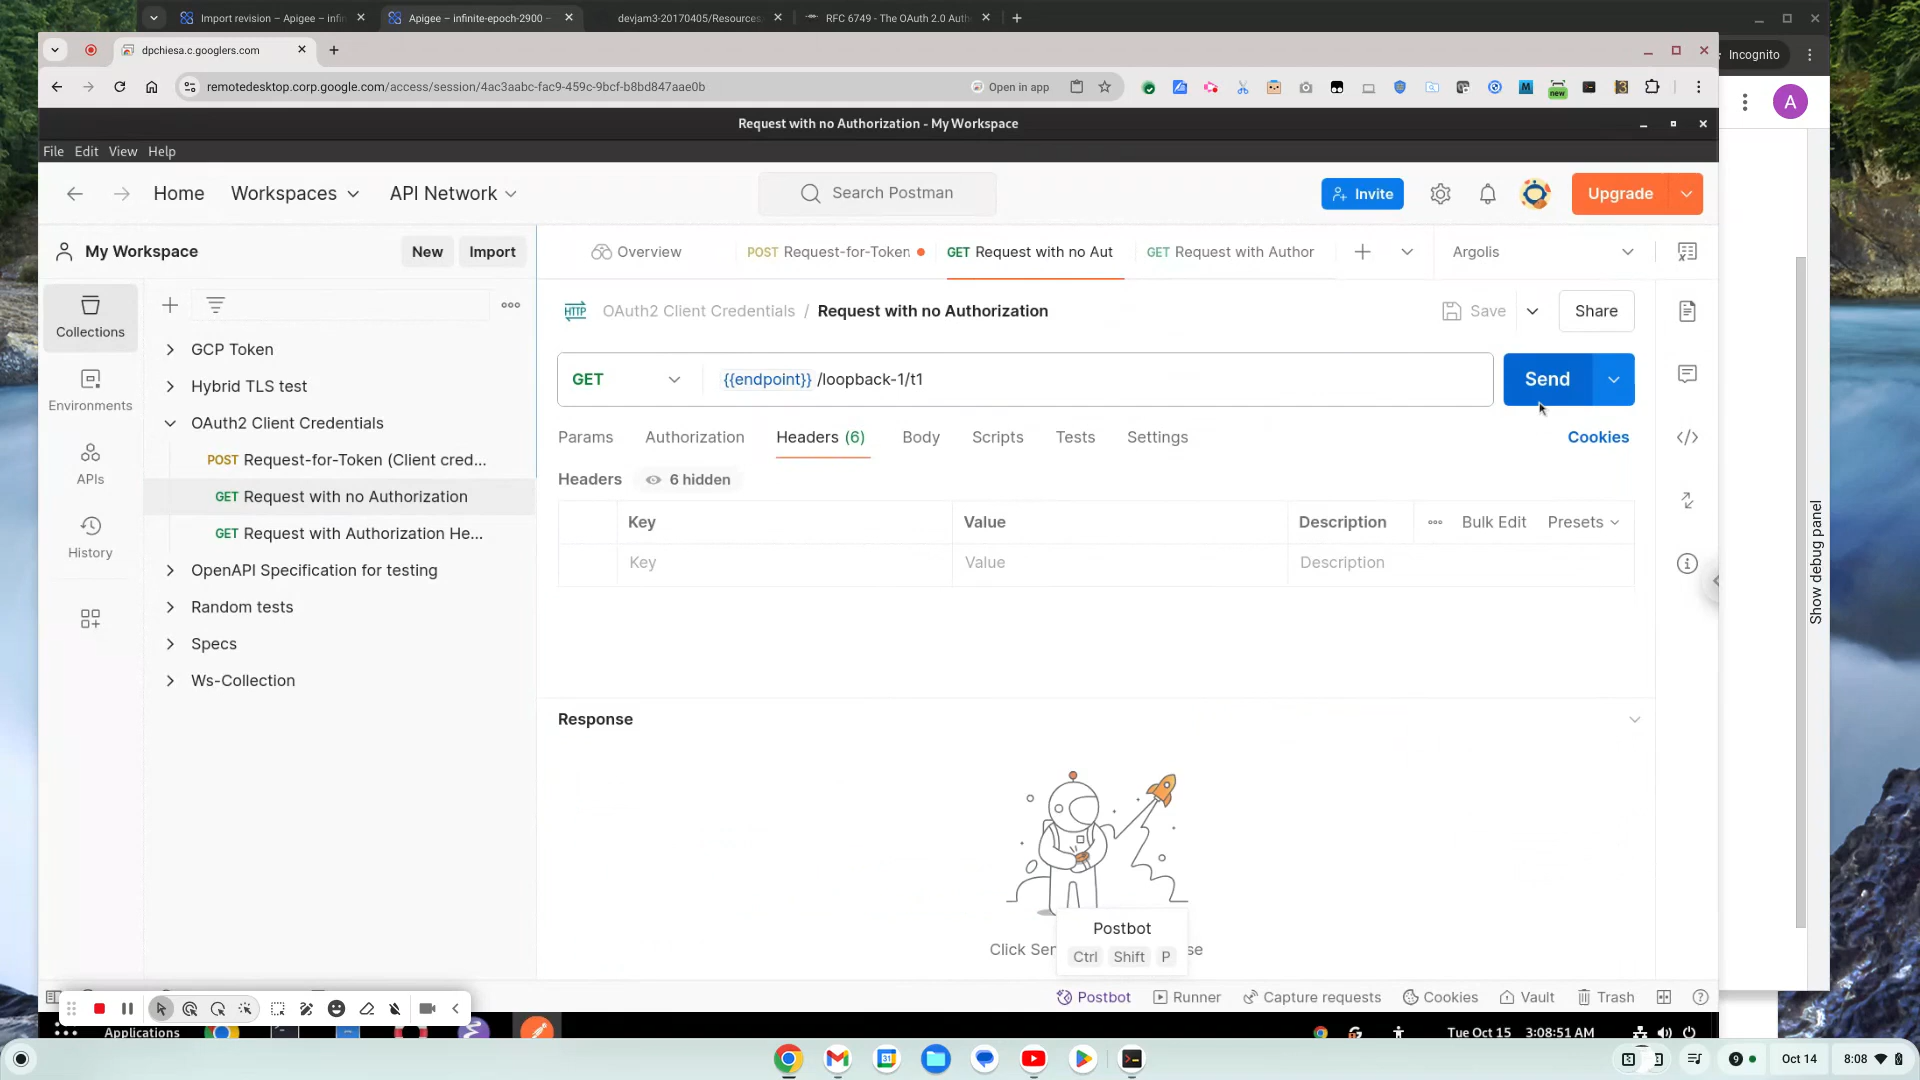 Import revision – Apigee – infin
Apigee – infinite-epoch-2900 –
devjam3-20170405/Resources
RFC 6749 - The OAuth 2.0 Auth
dpchiesa.c.googlers.com
Incognito
remotedesktop.corp.google.com/access/session/4ac3aabc-fac9-459c-9bcf-b8bd847aae0b
Open in app
new
A
Request with no Authorization - My Workspace
File Edit View Help
Home Workspaces API Network
Search Postman
Invite
Upgrade
My Workspace
New Import
Overview
POST Request-for-Token
GET Request with no Aut
GET Request with Author
Argolis
Collections
Environments
APIs
History
GCP Token
Hybrid TLS test
OAuth2 Client Credentials
POST Request-for-Token (Client cred...
GET Request with no Authorization
GET Request with Authorization He...
OpenAPI Specification for testing
Random tests
Specs
Ws-Collection
HTTP OAuth2 Client Credentials / Request with no Authorization
Save Share
GET {{endpoint}} /loopback-1/t1
Send
Params Authorization Headers (6) Body Scripts Tests Settings Cookies
Headers 6 hidden
Key Value Description Bulk Edit Presets
Key Value Description
Show debug panel
Response
Click Sen se
Postbot
Ctrl Shift P
Postbot Runner Capture requests Cookies Vault Trash
Applications
Tue Oct 15 3:08:51 AM
9 Oct 14 8:08